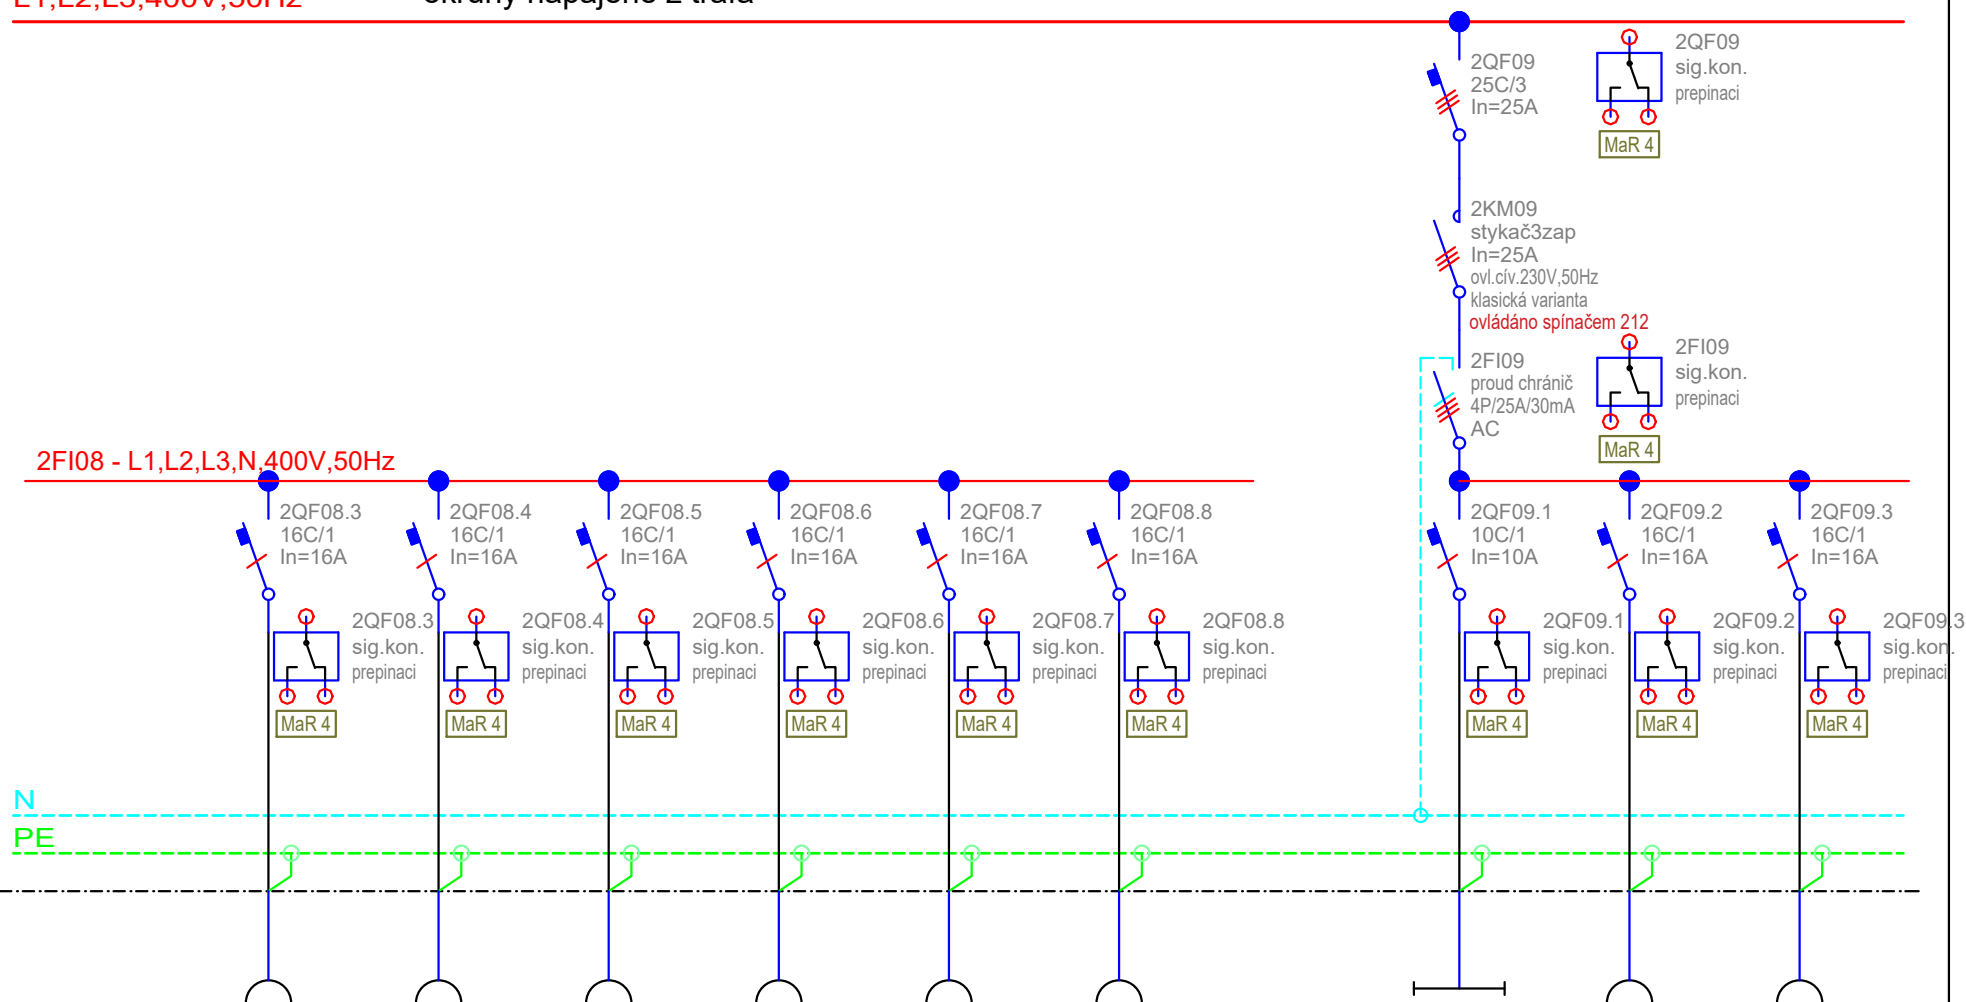 L1,L2,L3,400V,50Hz
okruhy napájené z trafa
2QF09
25C/3
In=25A
2QF09
sig.kon.
prepinaci
MaR 4
2KM09
stykač3zap
In=25A
ovl.cív.230V,50Hz
klasická varianta
ovládáno spínačem 212
2FI09
proud chránič
4P/25A/30mA
AC
2FI09
sig.kon.
prepinaci
MaR 4
2FI08 - L1,L2,L3,N,400V,50Hz
2QF08.3
16C/1
In=16A
2QF08.4
16C/1
In=16A
2QF08.5
16C/1
In=16A
2QF08.6
16C/1
In=16A
2QF08.7
16C/1
In=16A
2QF08.8
16C/1
In=16A
2QF09.1
10C/1
In=10A
2QF09.2
16C/1
In=16A
2QF09.3
16C/1
In=16A
2QF08.3
sig.kon.
prepinaci
MaR 4
2QF08.4
sig.kon.
prepinaci
MaR 4
2QF08.5
sig.kon.
prepinaci
MaR 4
2QF08.6
sig.kon.
prepinaci
MaR 4
2QF08.7
sig.kon.
prepinaci
MaR 4
2QF08.8
sig.kon.
prepinaci
MaR 4
2QF09.1
sig.kon.
prepinaci
MaR 4
2QF09.2
sig.kon.
prepinaci
MaR 4
2QF09.3
sig.kon.
prepinaci
MaR 4
N
PE